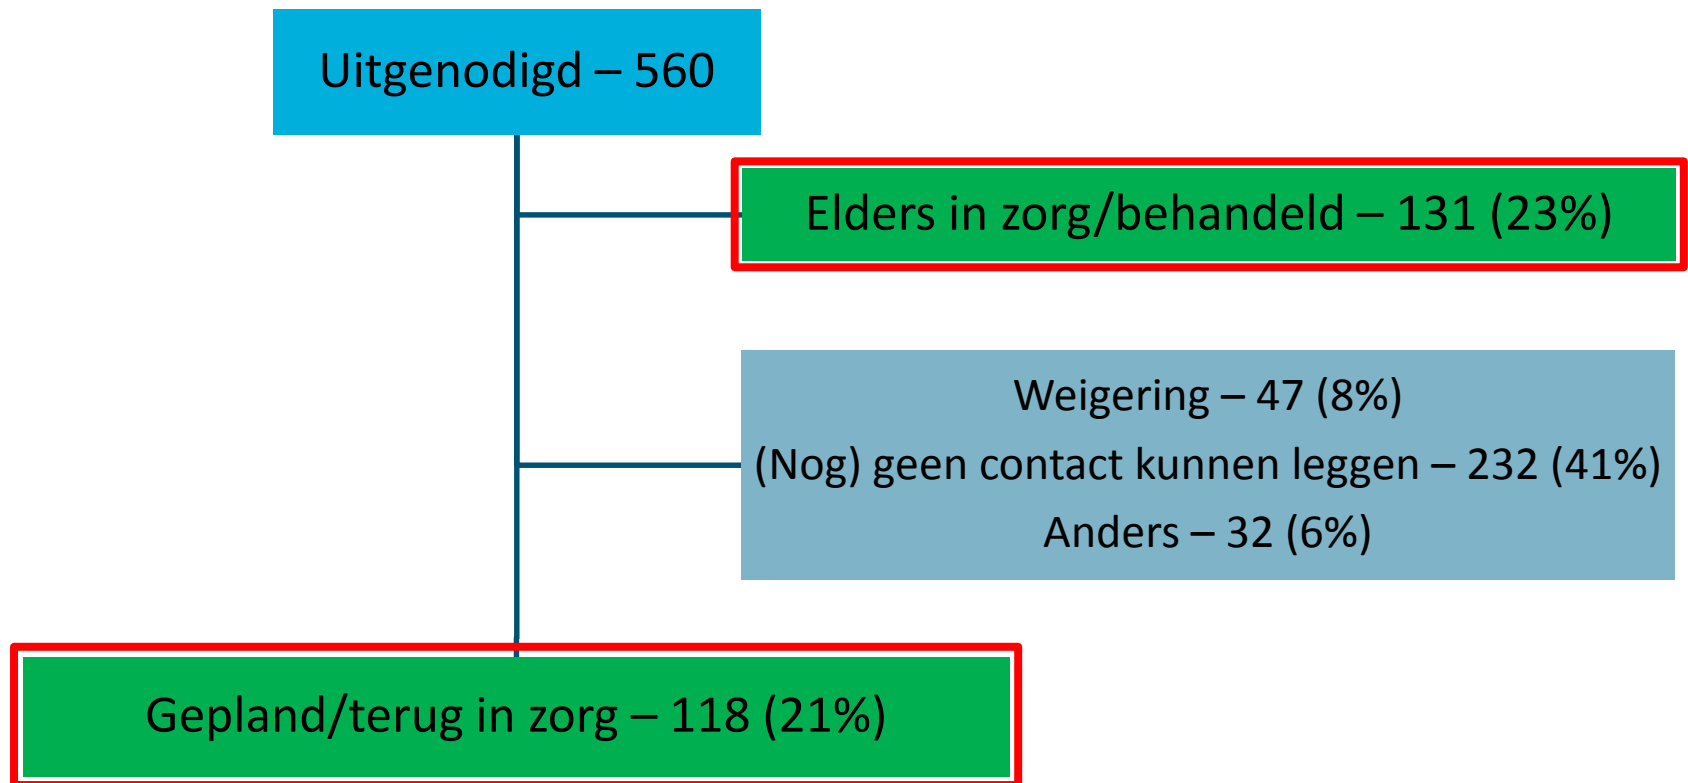 Uitgenodigd – 560
Elders in zorg/behandeld – 131 (23%)
Weigering – 47 (8%)
(Nog) geen contact kunnen leggen – 232 (41%)
Anders – 32 (6%)
Gepland/terug in zorg – 118 (21%)